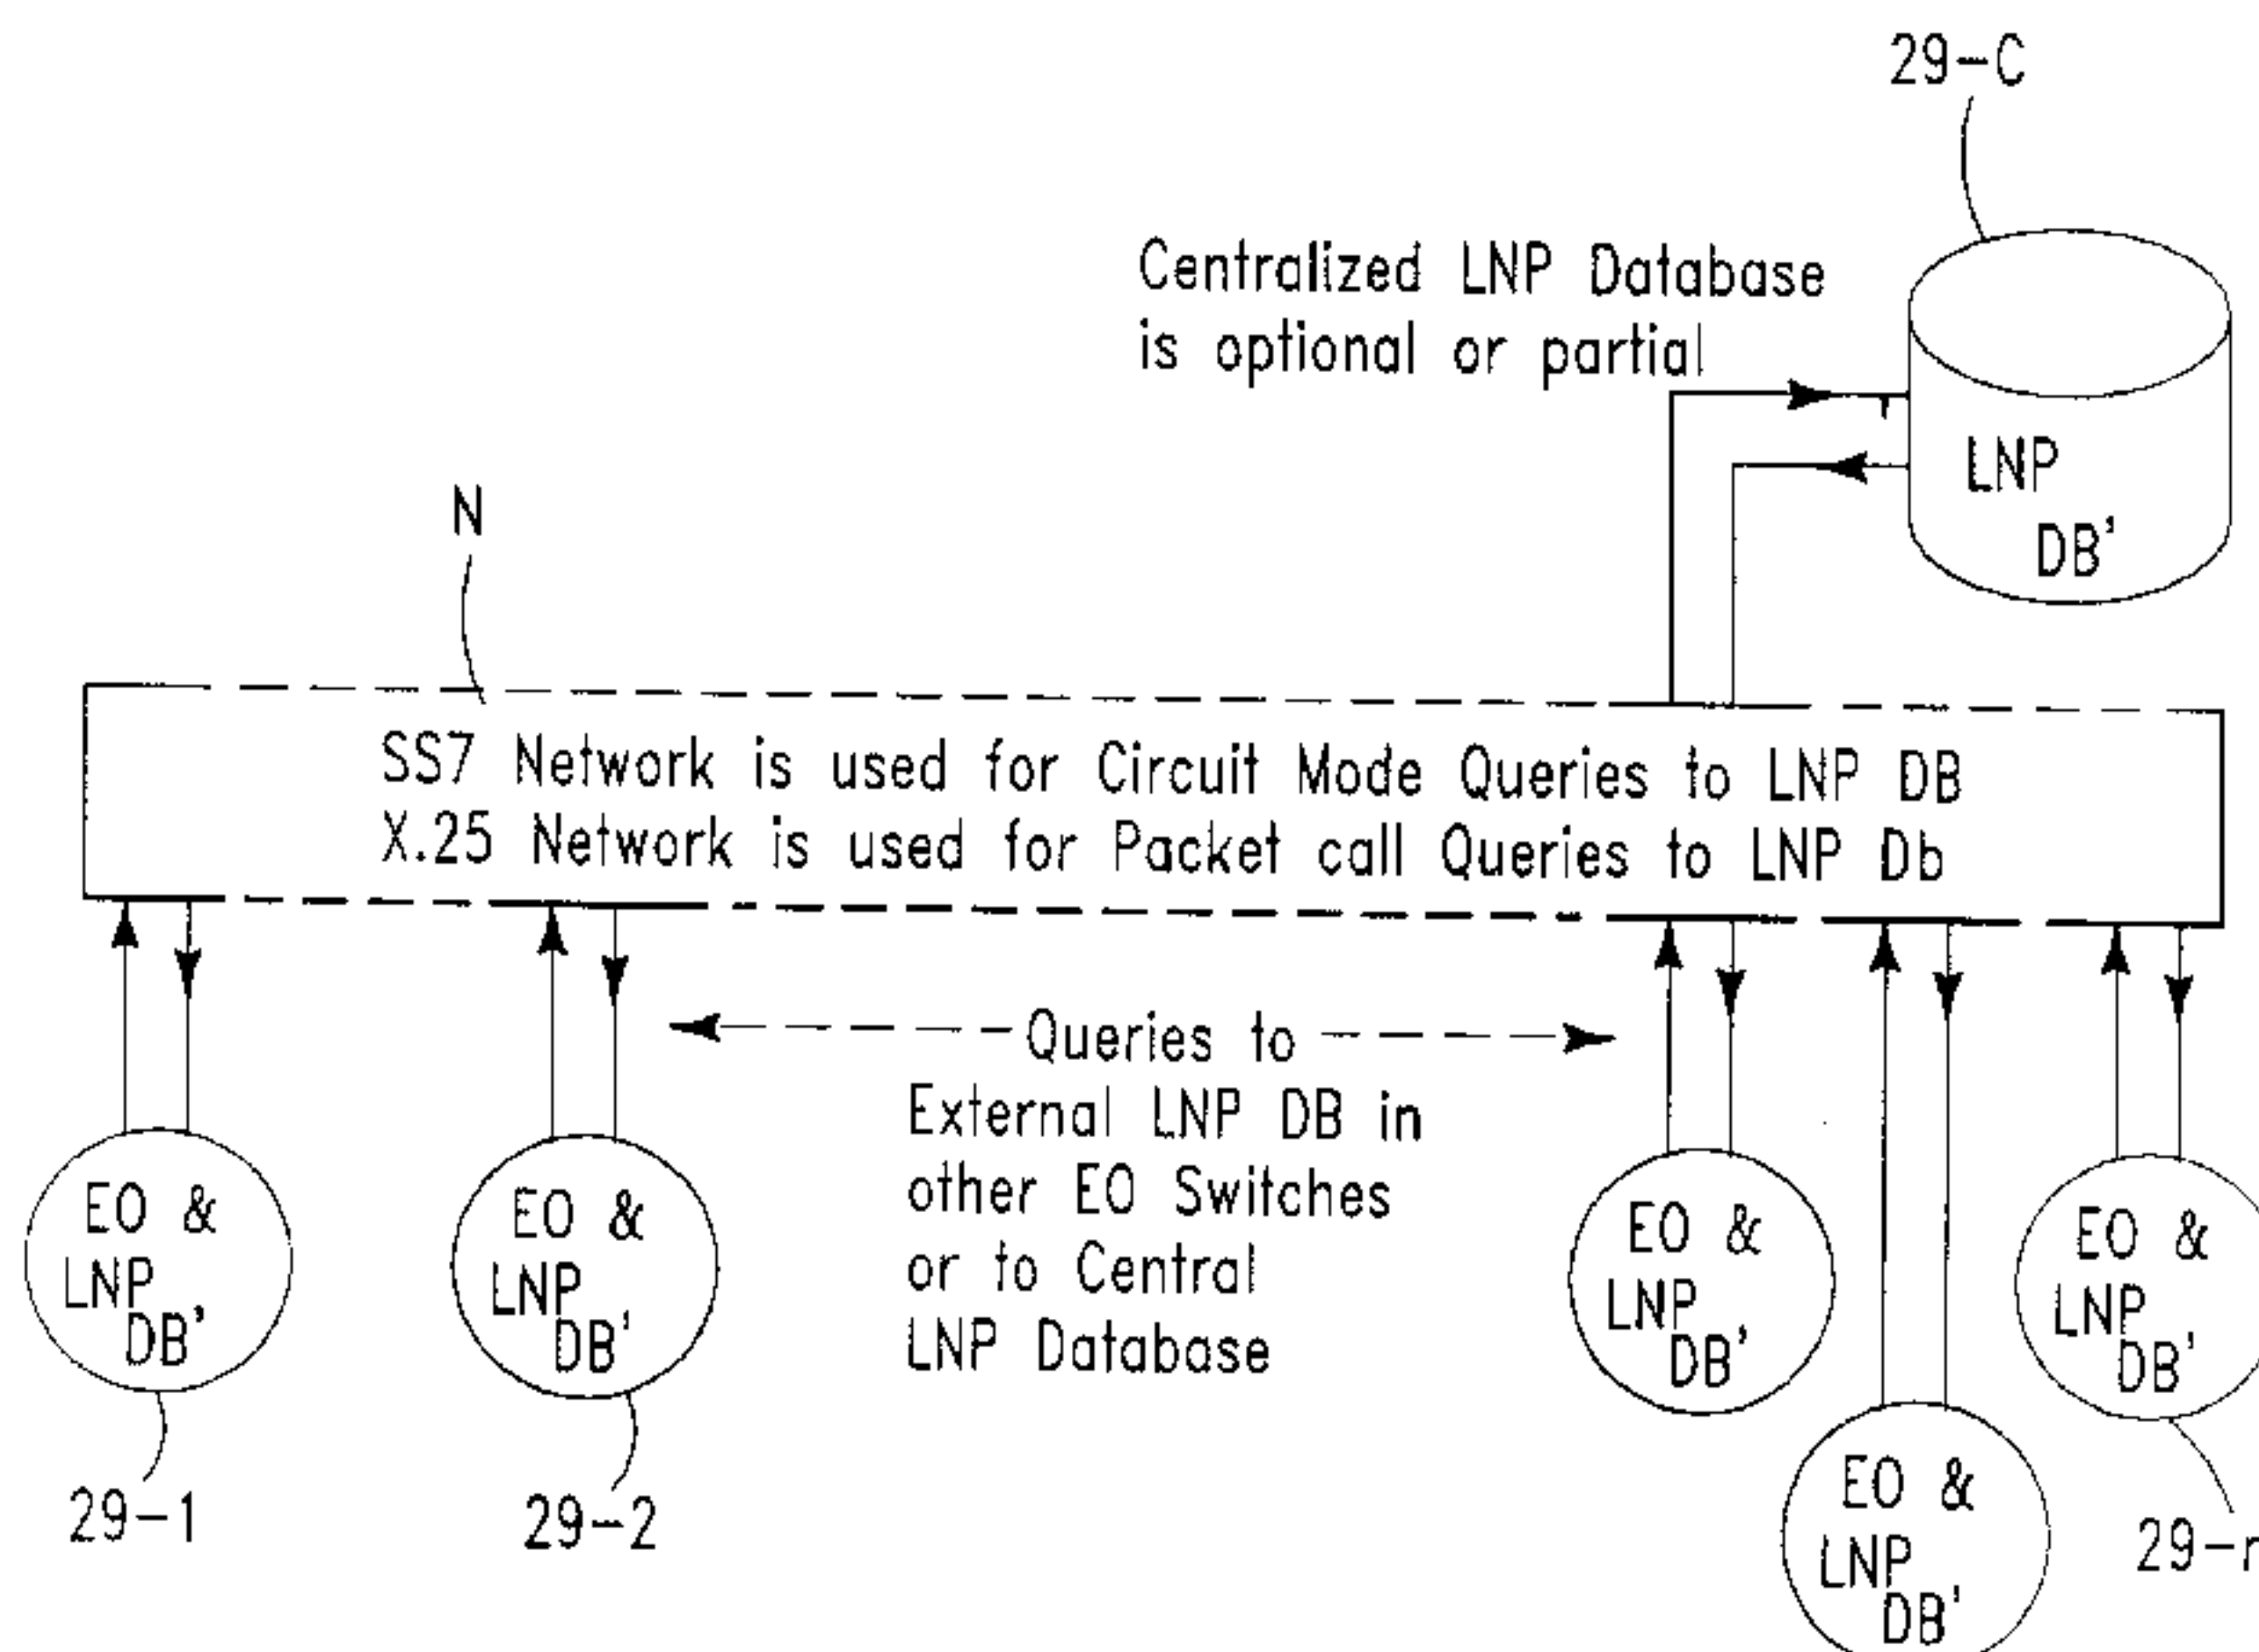 29-C
Centralized LNP Database
is optional or partial
LNP
DB'
N
SS7 Network is used for Circuit Mode Queries to LNP DB
X.25 Network is used for Packet call Queries to LNP Db
Queries to
External LNP DB in
other EO Switches
or to Central
LNP Database
EO &
LNP
DB'
29-1
EO &
LNP
DB'
29-2
EO &
LNP
DB'
EO &
LNP
DB'
EO &
LNP
DB'